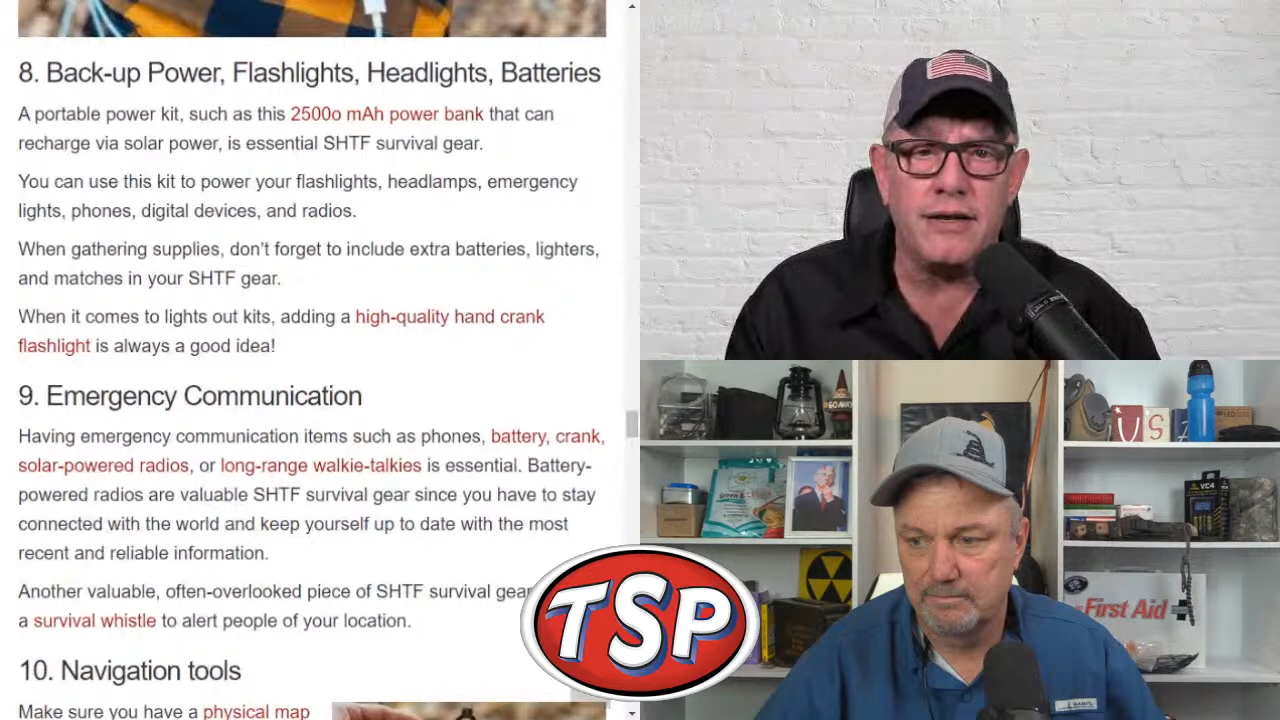 8. Back-up Power, Flashlights, Headlights, Batteries
A portable power kit, such as this 2500o mAh power bank that can
recharge via solar power, is essential SHTF survival gear.
You can use this kit to power your flashlights, headlamps, emergency
lights, phones, digital devices, and radios.
When gathering supplies, don't forget to include extra batteries, lighters,
and matches in your SHTF gear.
When it comes to lights out kits, adding a high-quality hand crank
flashlight is always a good idea!
9. Emergency Communication
Having emergency communication items such as phones, battery, crank,
solar-powered radios, or long-range walkie-talkies is essential. Battery-
powered radios are valuable SHTF survival gear since you have to stay
connected with the world and keep yourself up to date with the most
recent and reliable information.
Another valuable, often-overlooked piece of SHTF survival gear
a survival whistle to alert people of your location.
10. Navigation tools
Make sure you have a physical map
TSP
GO AWAY
USA
LED
VC4
First Aid